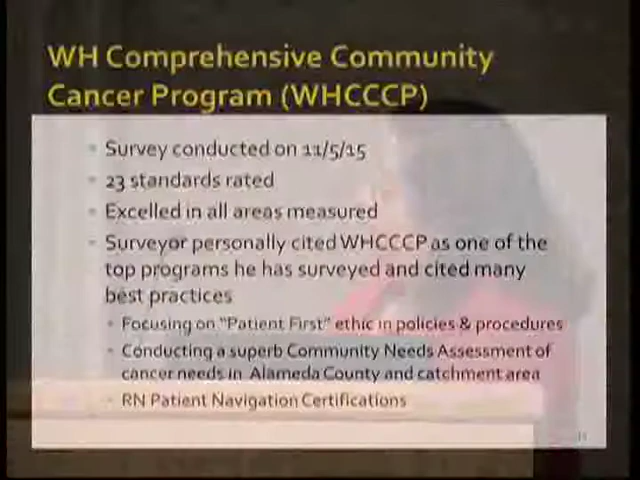 WH Comprehensive Community
Cancer Program (WHCCCP)
Survey conducted on 11/5/15
23 standards rated
Excelled in all areas measured
Surveyor personally cited WHCCCP as one of the
top programs he has surveyed and cited many
best practices
Focusing on "Patient First" ethic in policies & procedures
Conducting a superb Community Needs Assessment of
cancer needs in Alameda County and catchment area
RN Patient Navigation Certifications